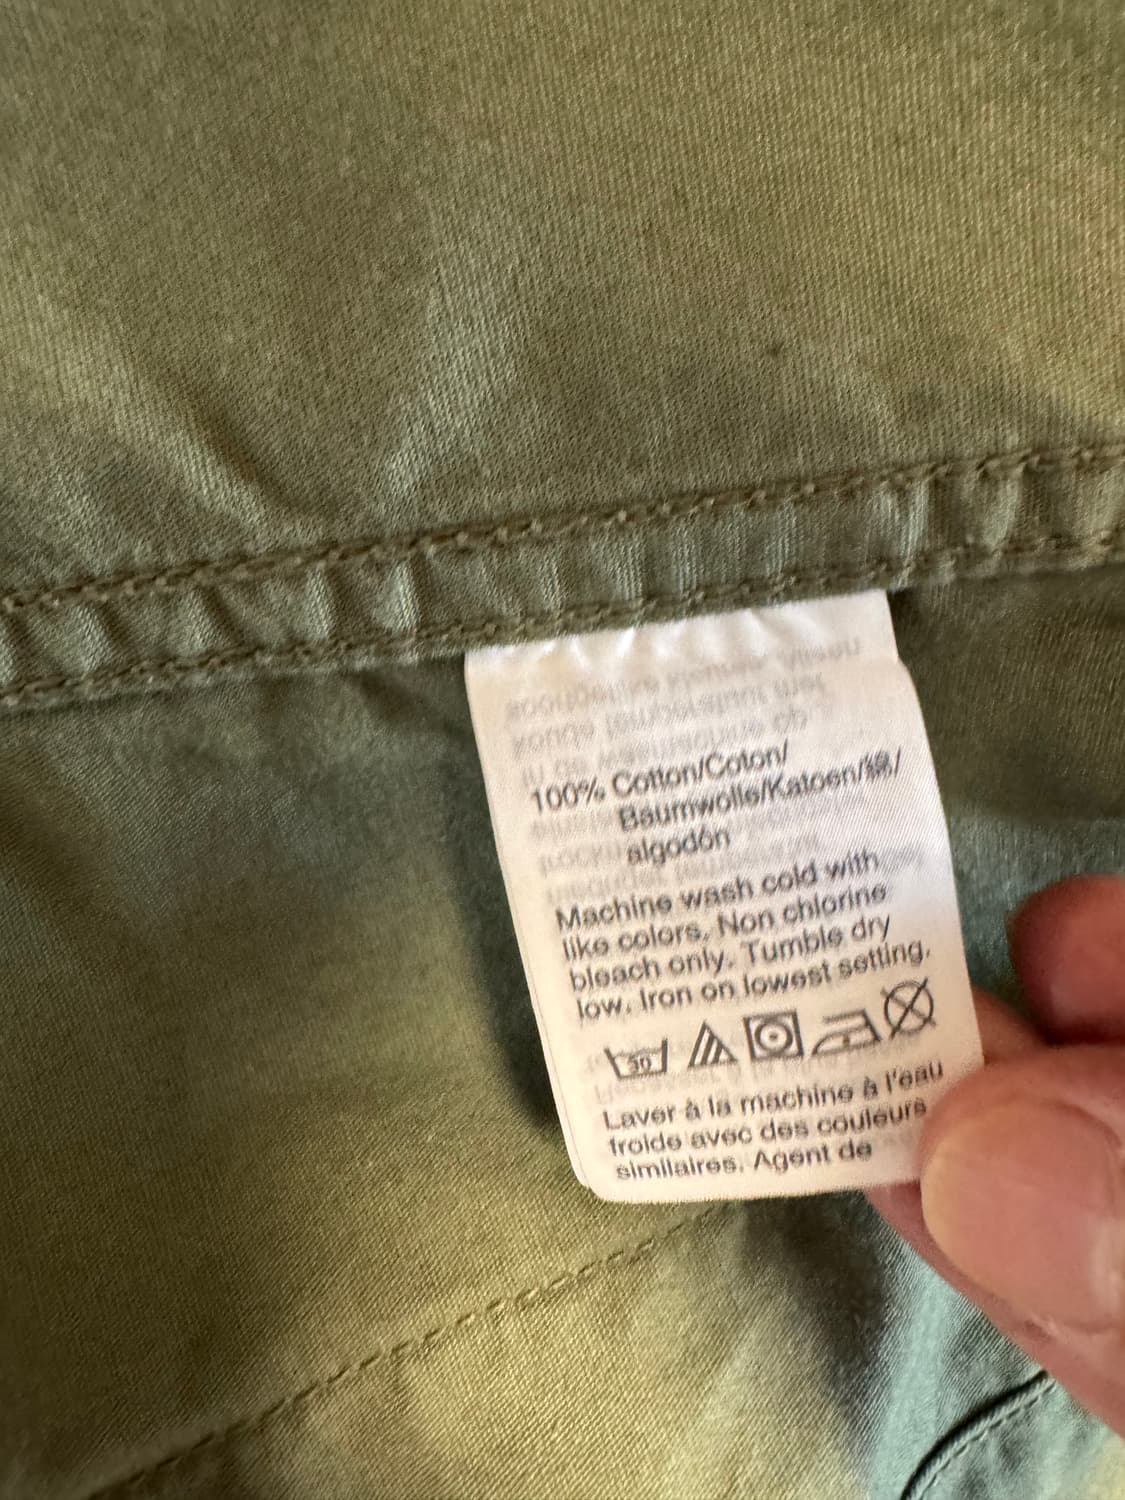 100% Cotton/Coton/
Baumwolle/Katoen/綿/
algodón
Machine wash cold with
like colors. Non chlorine
bleach only. Tumble dry
low. Iron on lowest setting.
30
Laver à la machine à l'eau
froide avec des couleurs
similaires. Agent de